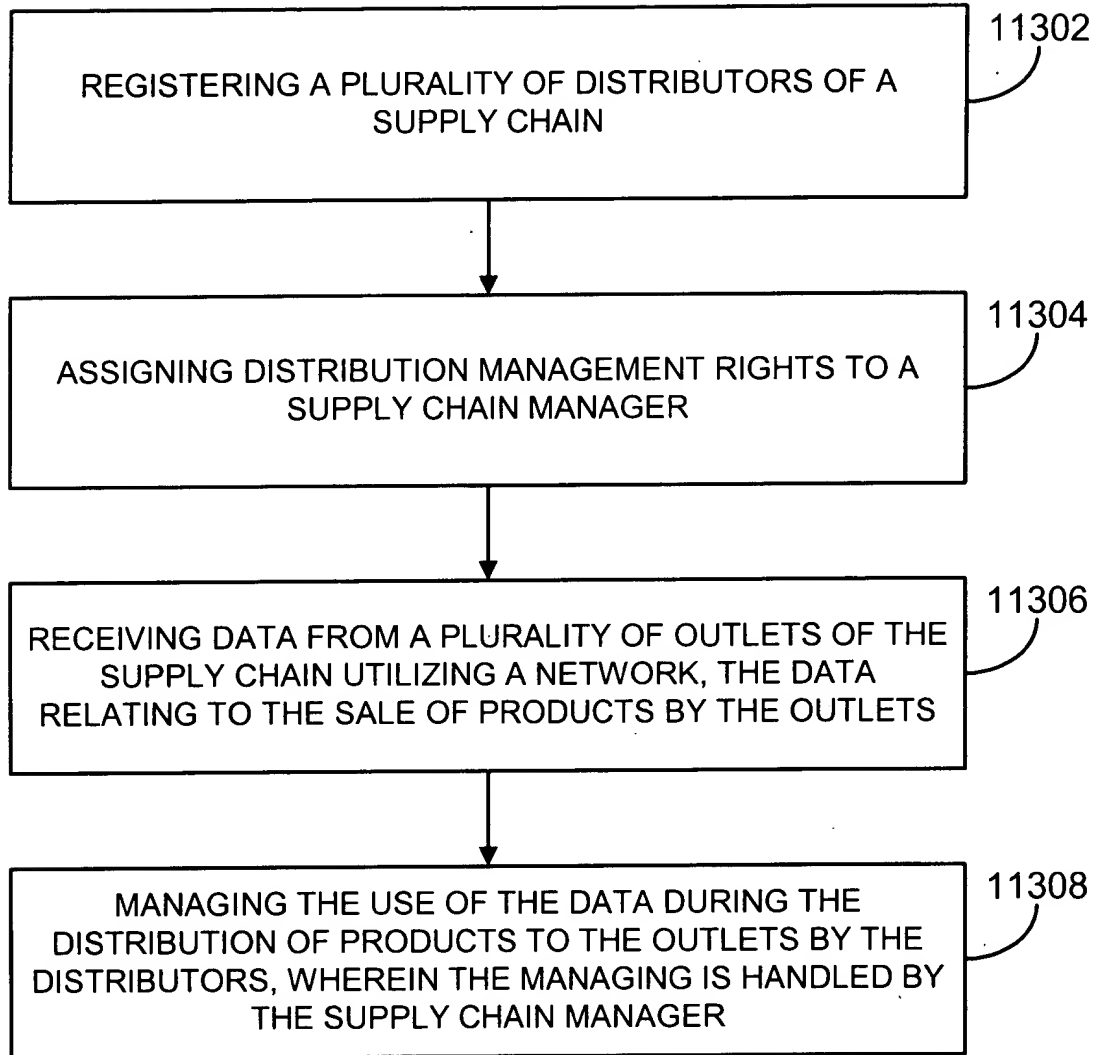 11302
REGISTERING A PLURALITY OF DISTRIBUTORS OF A
SUPPLY CHAIN
11304
ASSIGNING DISTRIBUTION MANAGEMENT RIGHTS TO A
SUPPLY CHAIN MANAGER
11306
RECEIVING DATA FROM A PLURALITY OF OUTLETS OF THE
SUPPLY CHAIN UTILIZING A NETWORK, THE DATA
RELATING TO THE SALE OF PRODUCTS BY THE OUTLETS
11308
MANAGING THE USE OF THE DATA DURING THE
DISTRIBUTION OF PRODUCTS TO THE OUTLETS BY THE
DISTRIBUTORS, WHEREIN THE MANAGING IS HANDLED BY
THE SUPPLY CHAIN MANAGER